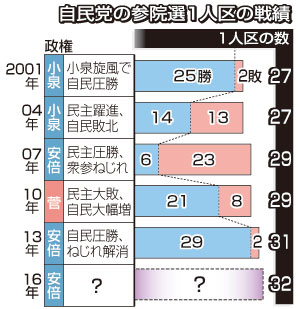 自民党の参院選1人区の戦績
政権
1人区の数
2001年
小泉
小泉旋風で
自民圧勝
25勝
2敗
27
04年
小泉
民主躍進、
自民敗北
14
13
27
07年
安倍
民主圧勝、
衆参ねじれ
6
23
29
10年
菅
民主大敗、
自民大幅増
21
8
29
13年
安倍
自民圧勝、
ねじれ解消
29
2
31
16年
安倍
?
?
32